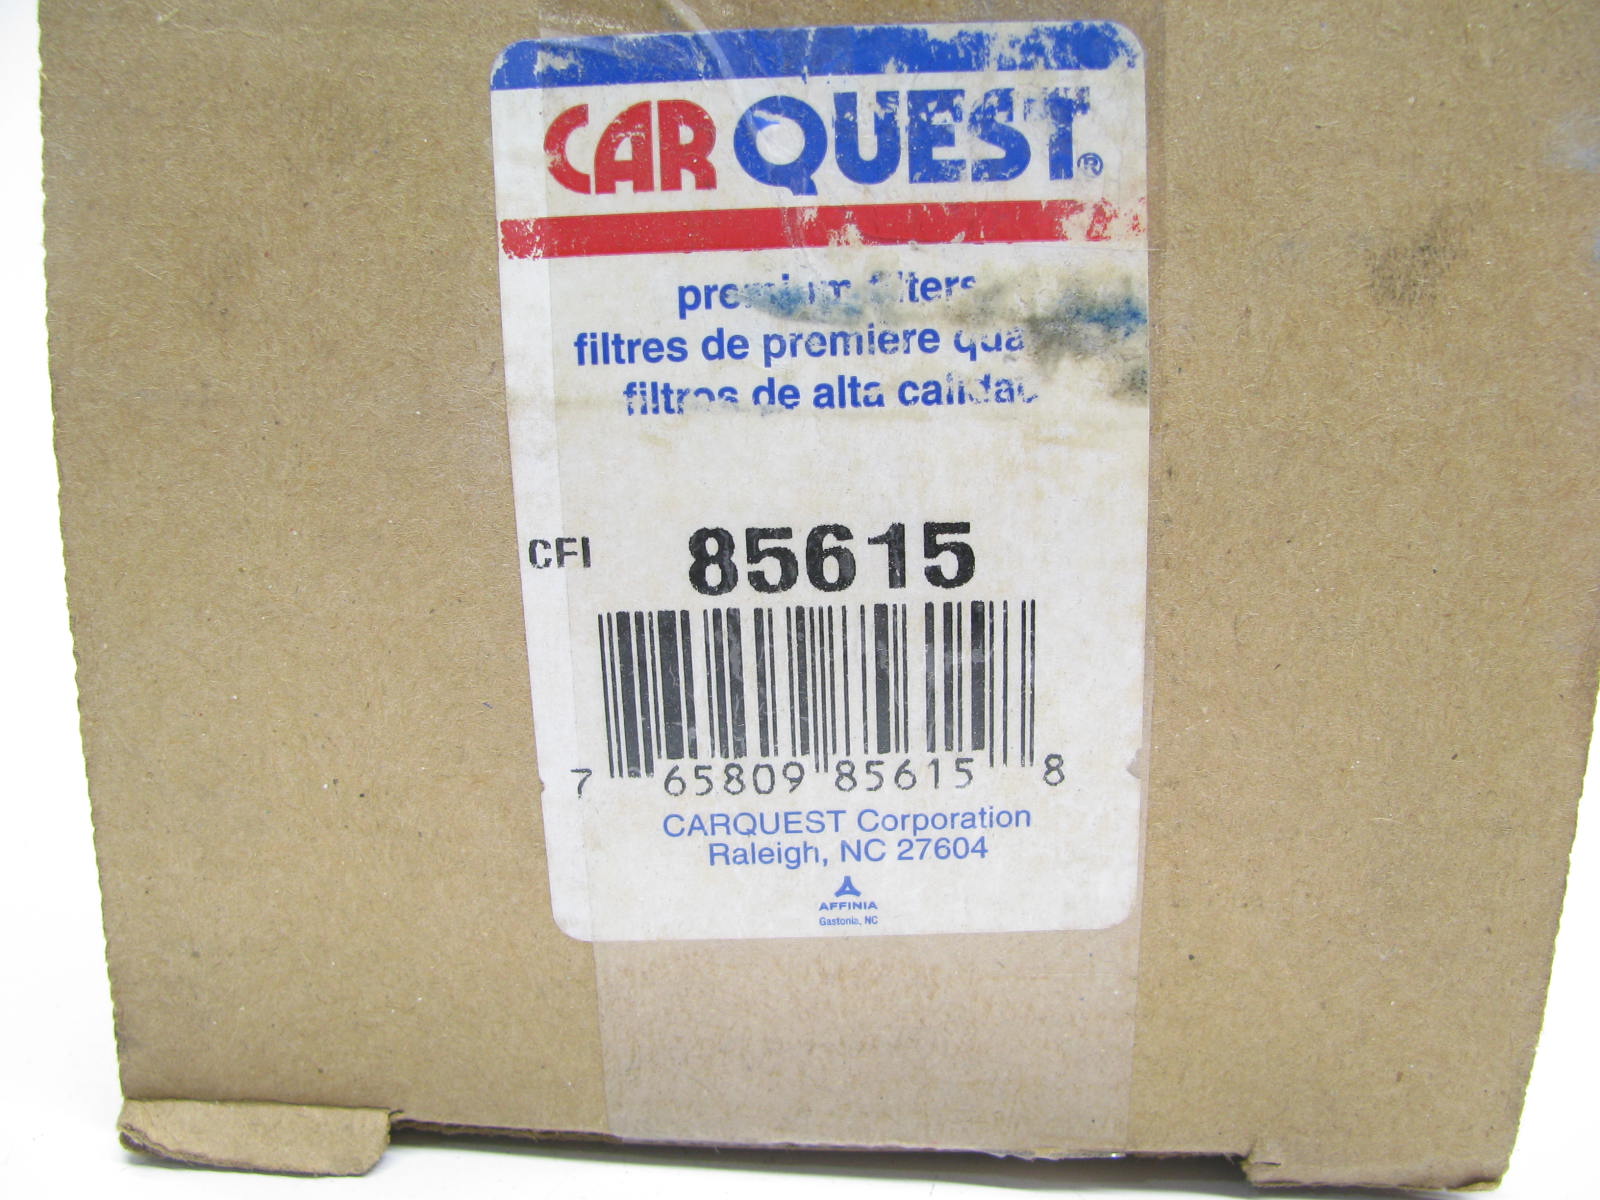 CARQUEST®
premium filters
filtres de premiere
filtros de alta calidad
CFI 85615
7 65809 85615 8
CARQUEST Corporation
Raleigh, NC 27604
AFFINIA
Gastonia, NC